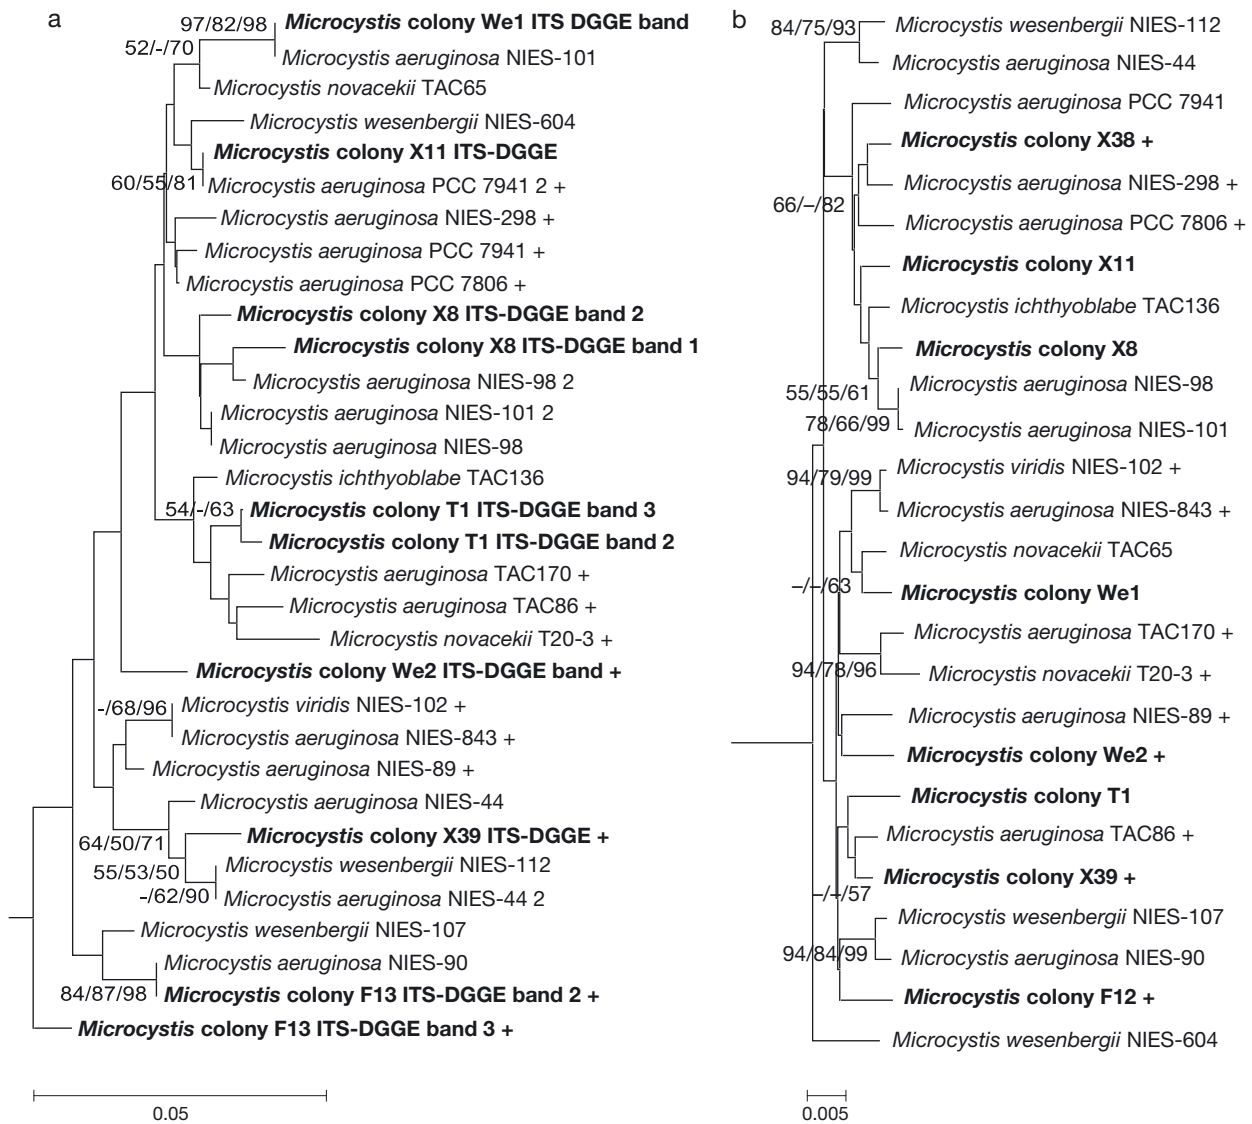 a
97/82/98
Microcystis colony We1 ITS DGGE band
52/-/70
Microcystis aeruginosa NIES-101
Microcystis novacekii TAC65
Microcystis wesenbergii NIES-604
Microcystis colony X11 ITS-DGGE
60/55/81
Microcystis aeruginosa PCC 7941 2 +
Microcystis aeruginosa NIES-298 +
Microcystis aeruginosa PCC 7941 +
Microcystis aeruginosa PCC 7806 +
Microcystis colony X8 ITS-DGGE band 2
Microcystis colony X8 ITS-DGGE band 1
Microcystis aeruginosa NIES-98 2
Microcystis aeruginosa NIES-101 2
Microcystis aeruginosa NIES-98
Microcystis ichthyoblabe TAC136
54/-/63
Microcystis colony T1 ITS-DGGE band 3
Microcystis colony T1 ITS-DGGE band 2
Microcystis aeruginosa TAC170 +
Microcystis aeruginosa TAC86 +
Microcystis novacekii T20-3 +
Microcystis colony We2 ITS-DGGE band +
-/68/96
Microcystis viridis NIES-102 +
Microcystis aeruginosa NIES-843 +
Microcystis aeruginosa NIES-89 +
Microcystis aeruginosa NIES-44
64/50/71
Microcystis colony X39 ITS-DGGE +
55/53/50
Microcystis wesenbergii NIES-112
-/62/90
Microcystis aeruginosa NIES-44 2
Microcystis wesenbergii NIES-107
Microcystis aeruginosa NIES-90
84/87/98
Microcystis colony F13 ITS-DGGE band 2 +
Microcystis colony F13 ITS-DGGE band 3 +
0.05
b
84/75/93
Microcystis wesenbergii NIES-112
Microcystis aeruginosa NIES-44
Microcystis aeruginosa PCC 7941
Microcystis colony X38 +
Microcystis aeruginosa NIES-298 +
66/–/82
Microcystis aeruginosa PCC 7806 +
Microcystis colony X11
Microcystis ichthyoblabe TAC136
Microcystis colony X8
Microcystis aeruginosa NIES-98
55/55/61
78/66/99
Microcystis aeruginosa NIES-101
Microcystis viridis NIES-102 +
94/79/99
Microcystis aeruginosa NIES-843 +
Microcystis novacekii TAC65
–/–/63
Microcystis colony We1
Microcystis aeruginosa TAC170 +
94/78/96
Microcystis novacekii T20-3 +
Microcystis aeruginosa NIES-89 +
Microcystis colony We2 +
Microcystis colony T1
Microcystis aeruginosa TAC86 +
Microcystis colony X39 +
–/–/57
Microcystis wesenbergii NIES-107
94/84/99
Microcystis aeruginosa NIES-90
Microcystis colony F12 +
Microcystis wesenbergii NIES-604
0.005